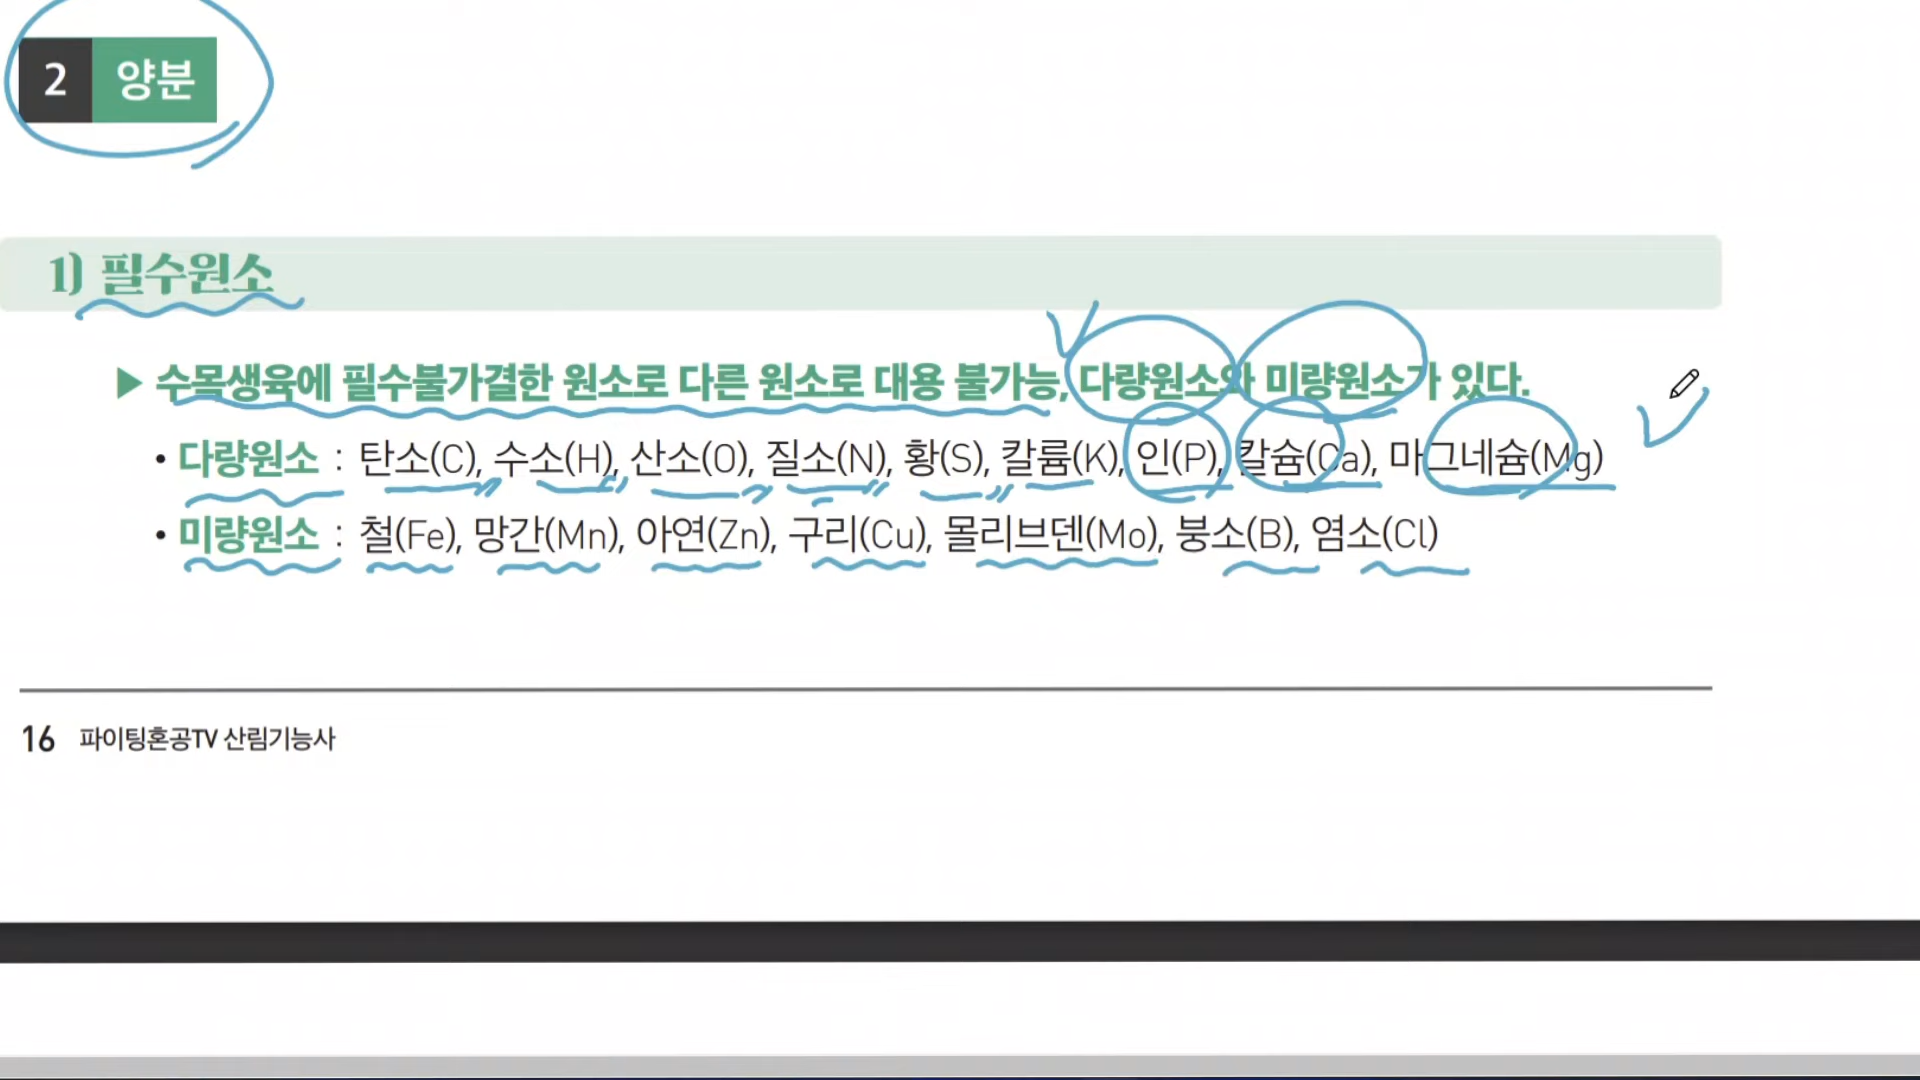 2 양분
1) 필수원소
▶ 수목생육에 필수불가결한 원소로 다른 원소로 대용 불가능, 다량원소와 미량원소가 있다.
• 다량원소 : 탄소(C), 수소(H), 산소(O), 질소(N), 황(S), 칼륨(K), 인(P), 칼슘(Ca), 마그네슘(Mg)
• 미량원소 : 철(Fe), 망간(Mn), 아연(Zn), 구리(Cu), 몰리브덴(Mo), 붕소(B), 염소(Cl)
16 파이팅혼공TV 산림기능사